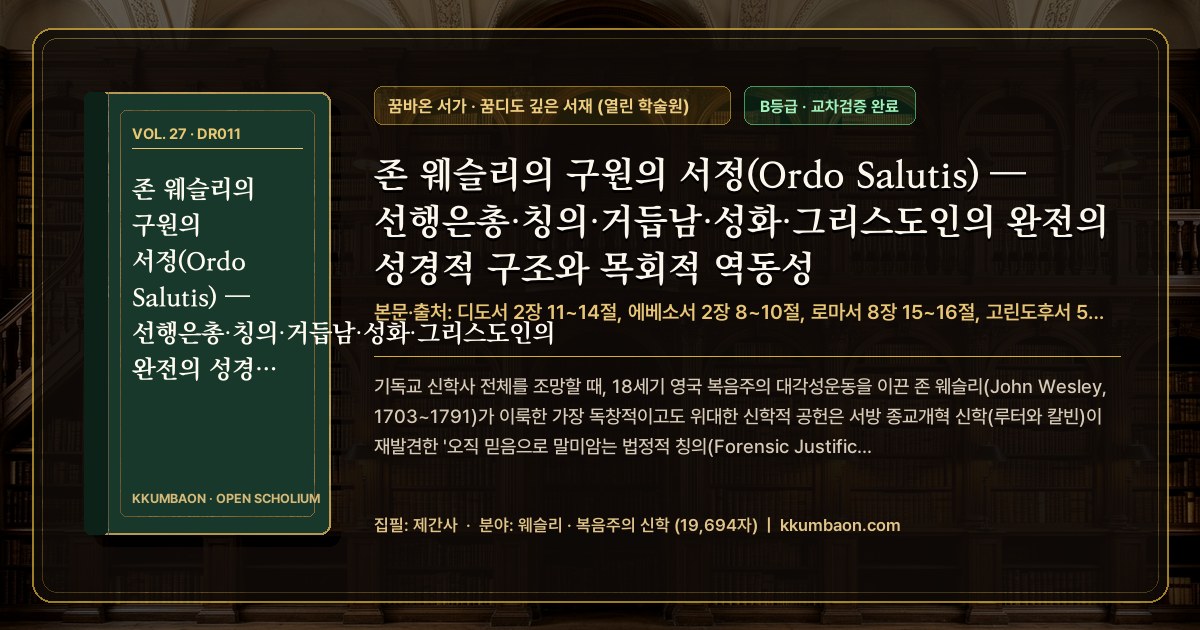 VOL. 27 · DR011
존 웨슬리의
구원의
서정(Ordo
Salutis) —
선행은총·칭의·거듭남·성화·그리스도인의
완전의 성경…
KKUMBAON · OPEN SCHOLIUM
꿈바온 서가 · 꿈디도 깊은 서재 (열린 학술원)
B등급 · 교차검증 완료
존 웨슬리의 구원의 서정(Ordo Salutis) —
선행은총·칭의·거듭남·성화·그리스도인의 완전의
성경적 구조와 목회적 역동성
본문·출처: 디도서 2장 11~14절, 에베소서 2장 8~10절, 로마서 8장 15~16절, 고린도후서 5...
기독교 신학사 전체를 조망할 때, 18세기 영국 복음주의 대각성운동을 이끈 존 웨슬리(John Wesley,
1703~1791)가 이룩한 가장 독창적이고도 위대한 신학적 공헌은 서방 종교개혁 신학(루터와 칼빈)이
재발견한 '오직 믿음으로 말미암는 법정적 칭의(Forensic Justific...
집필: 제간사 · 분야: 웨슬리 · 복음주의 신학 (19,694자) | kkumbaon.com